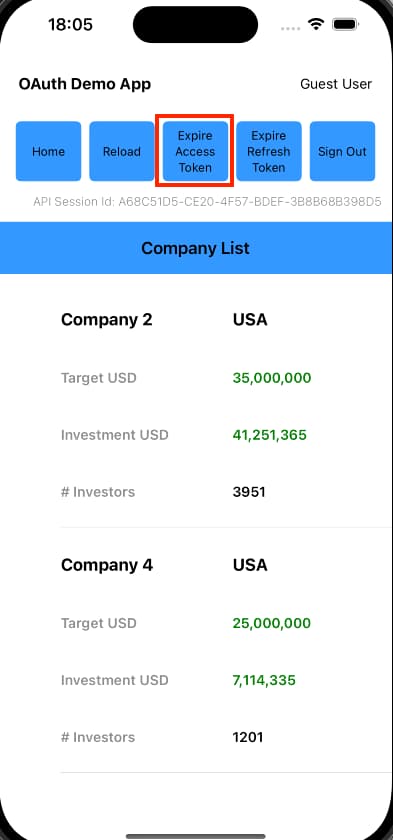 18:05
OAuth Demo App Guest User
Home Reload Expire Access Token Expire Refresh Token Sign Out
API Session Id: A68C51D5-CE20-4F57-BDEF-3B8B68B398D5
Company List
Company 2 USA
Target USD 35,000,000
Investment USD 41,251,365
# Investors 3951
Company 4 USA
Target USD 25,000,000
Investment USD 7,114,335
# Investors 1201